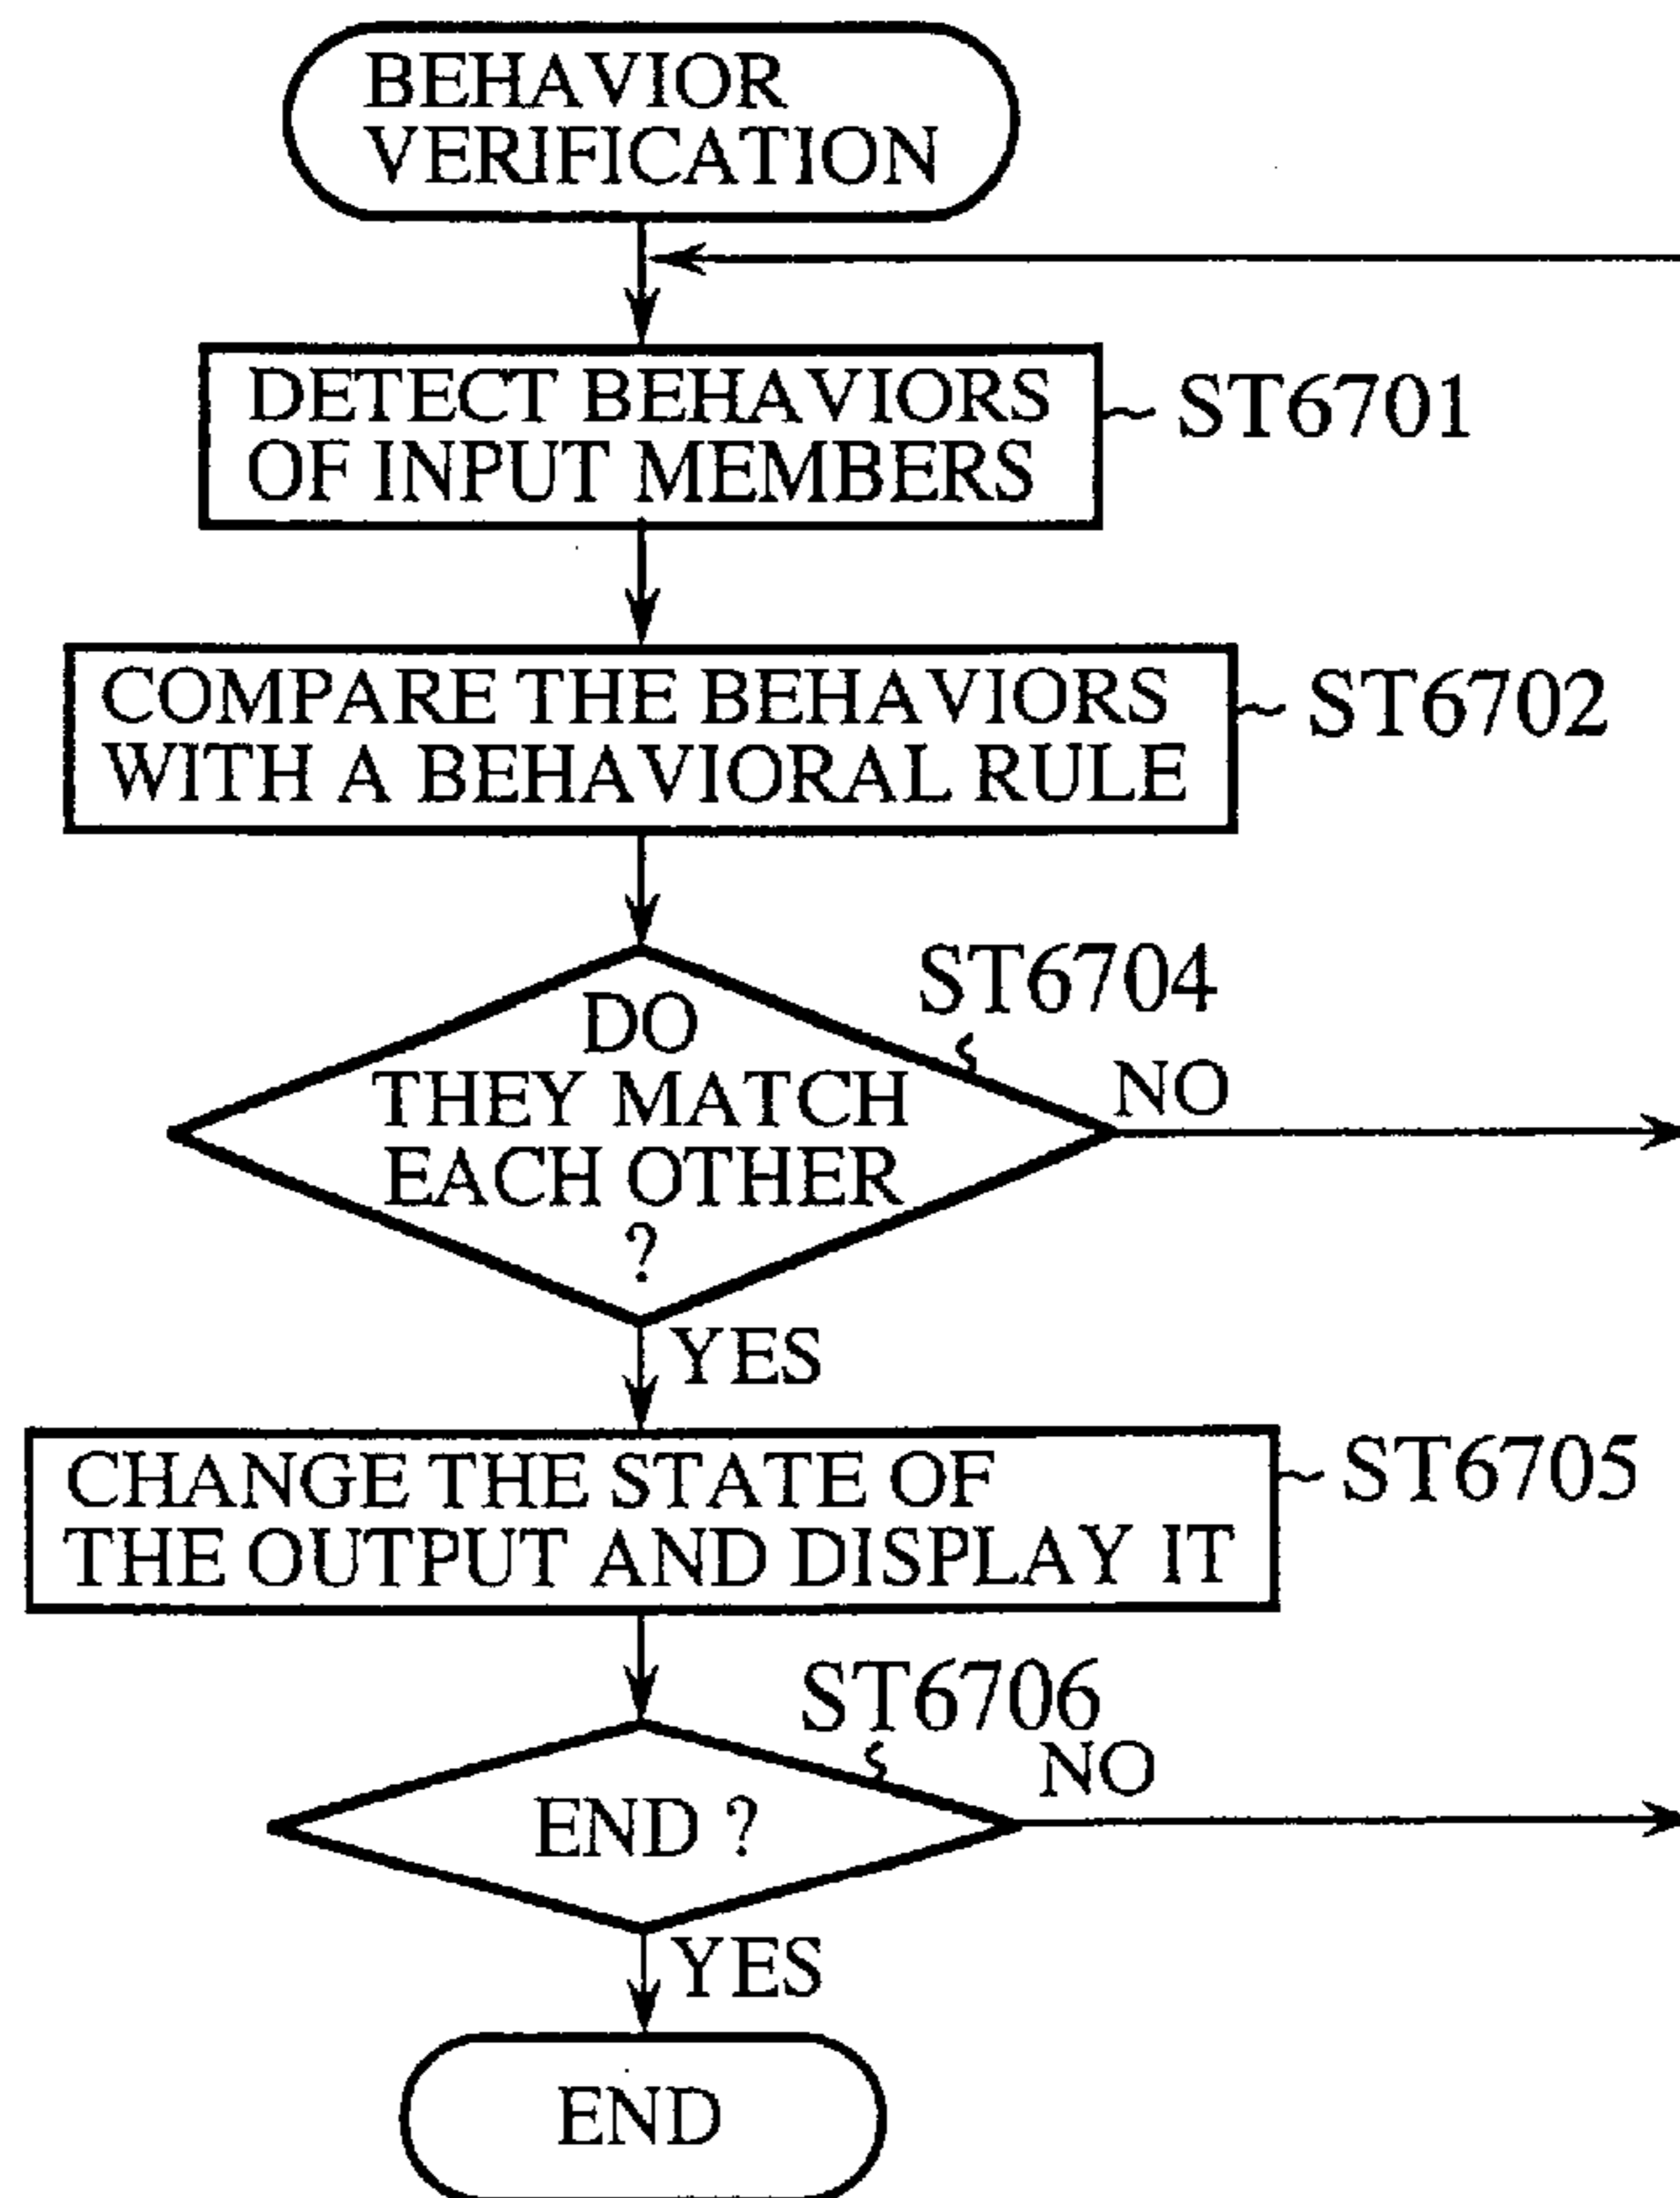 BEHAVIOR
VERIFICATION
DETECT BEHAVIORS
OF INPUT MEMBERS
ST6701
COMPARE THE BEHAVIORS
WITH A BEHAVIORAL RULE
ST6702
ST6704
DO
THEY MATCH
EACH OTHER
?
NO
YES
CHANGE THE STATE OF
THE OUTPUT AND DISPLAY IT
ST6705
ST6706
NO
END ?
YES
END